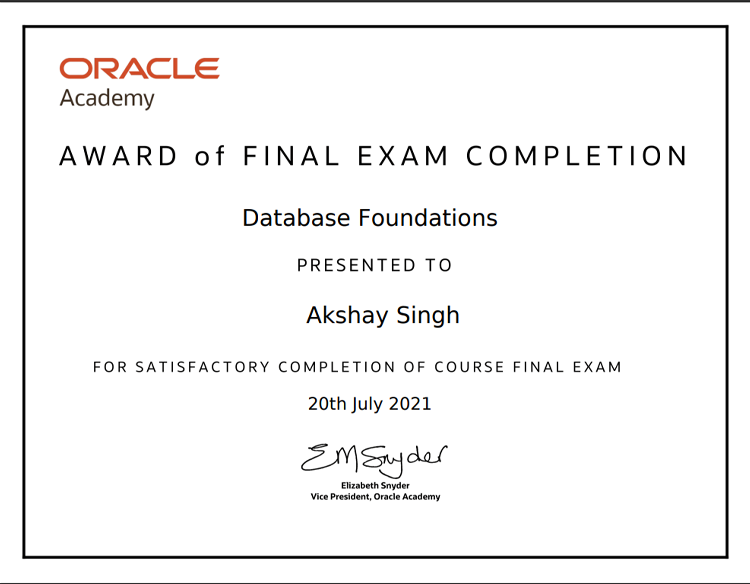 ORACLE
Academy
AWARD of FINAL EXAM COMPLETION
Database Foundations
PRESENTED TO
Akshay Singh
FOR SATISFACTORY COMPLETION OF COURSE FINAL EXAM
20th July 2021
EMSnyder
Elizabeth Snyder
Vice President, Oracle Academy